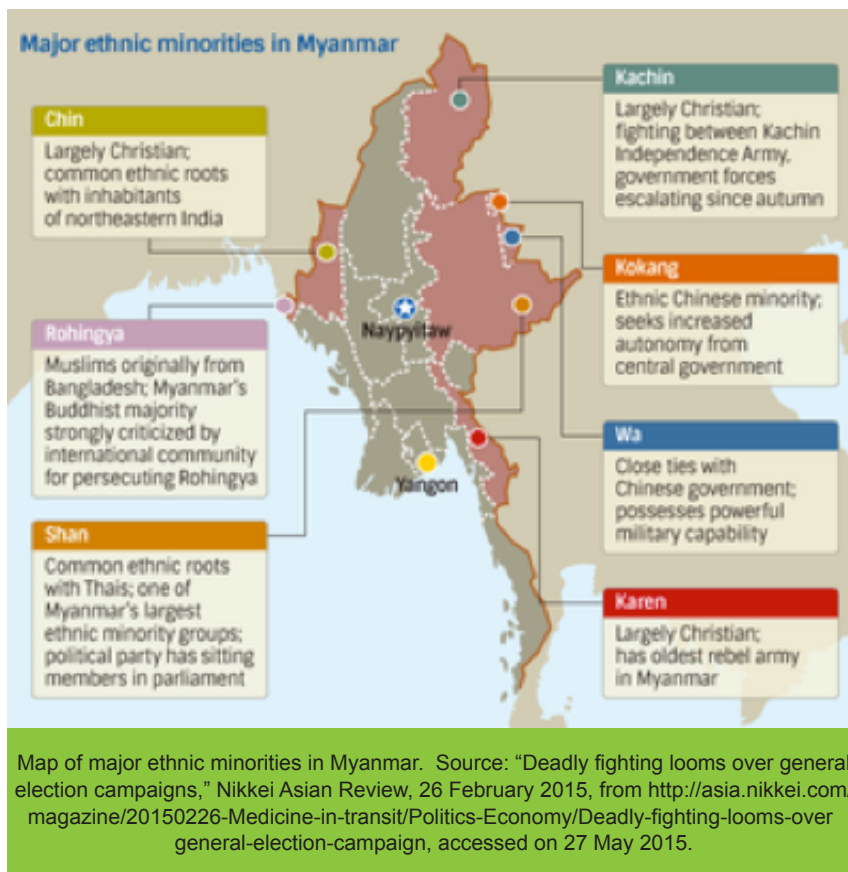 Major ethnic minorities in Myanmar
Chin
Largely Christian;
common ethnic roots
with inhabitants
of northeastern India
Rohingya
Muslims originally from
Bangladesh; Myanmar's
Buddhist majority
strongly criticized by
international community
for persecuting Rohingya
Shan
Common ethnic roots
with Thais; one of
Myanmar's largest
ethnic minority groups;
political party has sitting
members in parliament
Naypyitaw
Yangon
Kachin
Largely Christian;
fighting between Kachin
Independence Army,
government forces
escalating since autumn
Kokang
Ethnic Chinese minority;
seeks increased
autonomy from
central government
Wa
Close ties with
Chinese government;
possesses powerful
military capability
Karen
Largely Christian;
has oldest rebel army
in Myanmar
Map of major ethnic minorities in Myanmar. Source: “Deadly fighting looms over general
election campaigns,” Nikkei Asian Review, 26 February 2015, from http://asia.nikkei.com/
magazine/20150226-Medicine-in-transit/Politics-Economy/Deadly-fighting-looms-over
general-election-campaign, accessed on 27 May 2015.